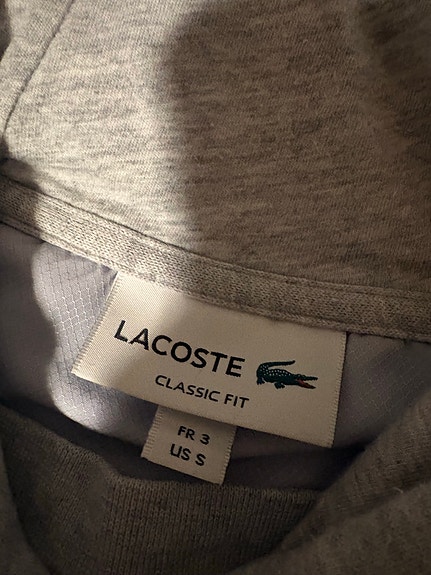 LACOSTE
CLASSIC FIT
FR 3
US S